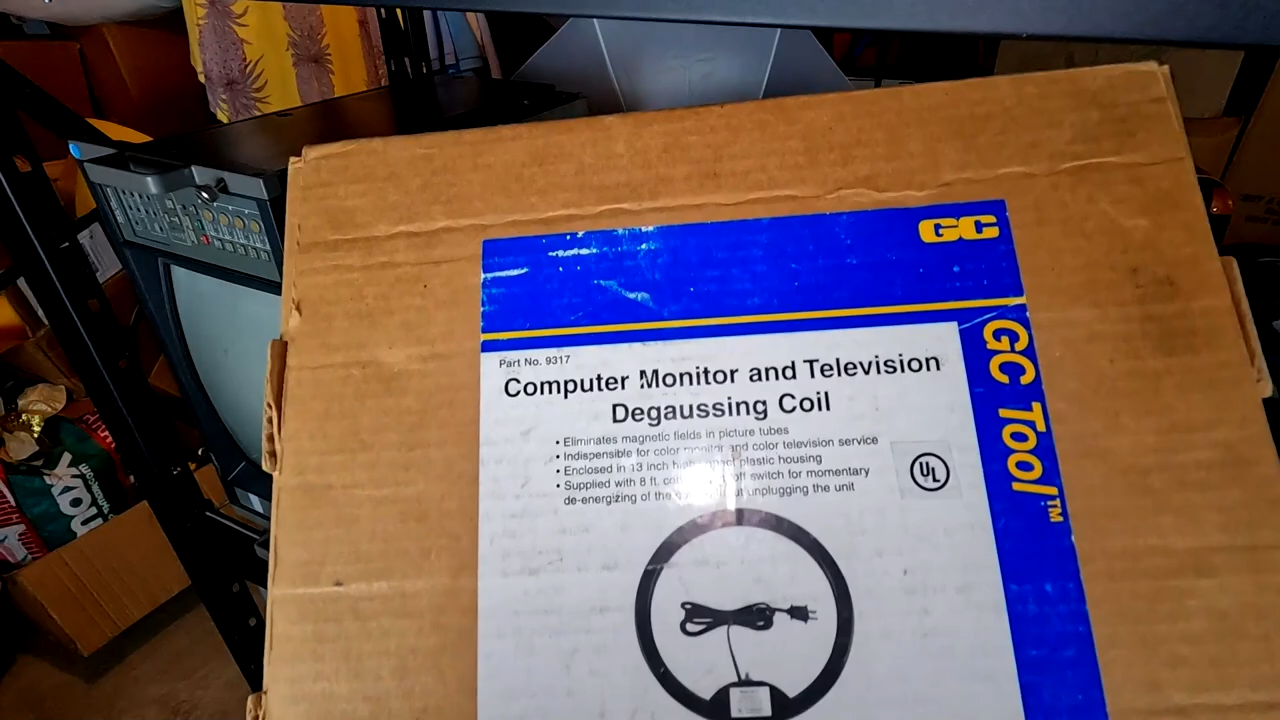 GC
GC Tool™
Part No. 9317
Computer Monitor and Television
Degaussing Coil
• Eliminates magnetic fields in picture tubes
• Indispensible for color monitor and color television service
• Enclosed in 13 inch high plastic housing
• Supplied with 8 ft. off switch for momentary
de-energizing of the unplugging the unit
UL
XOX